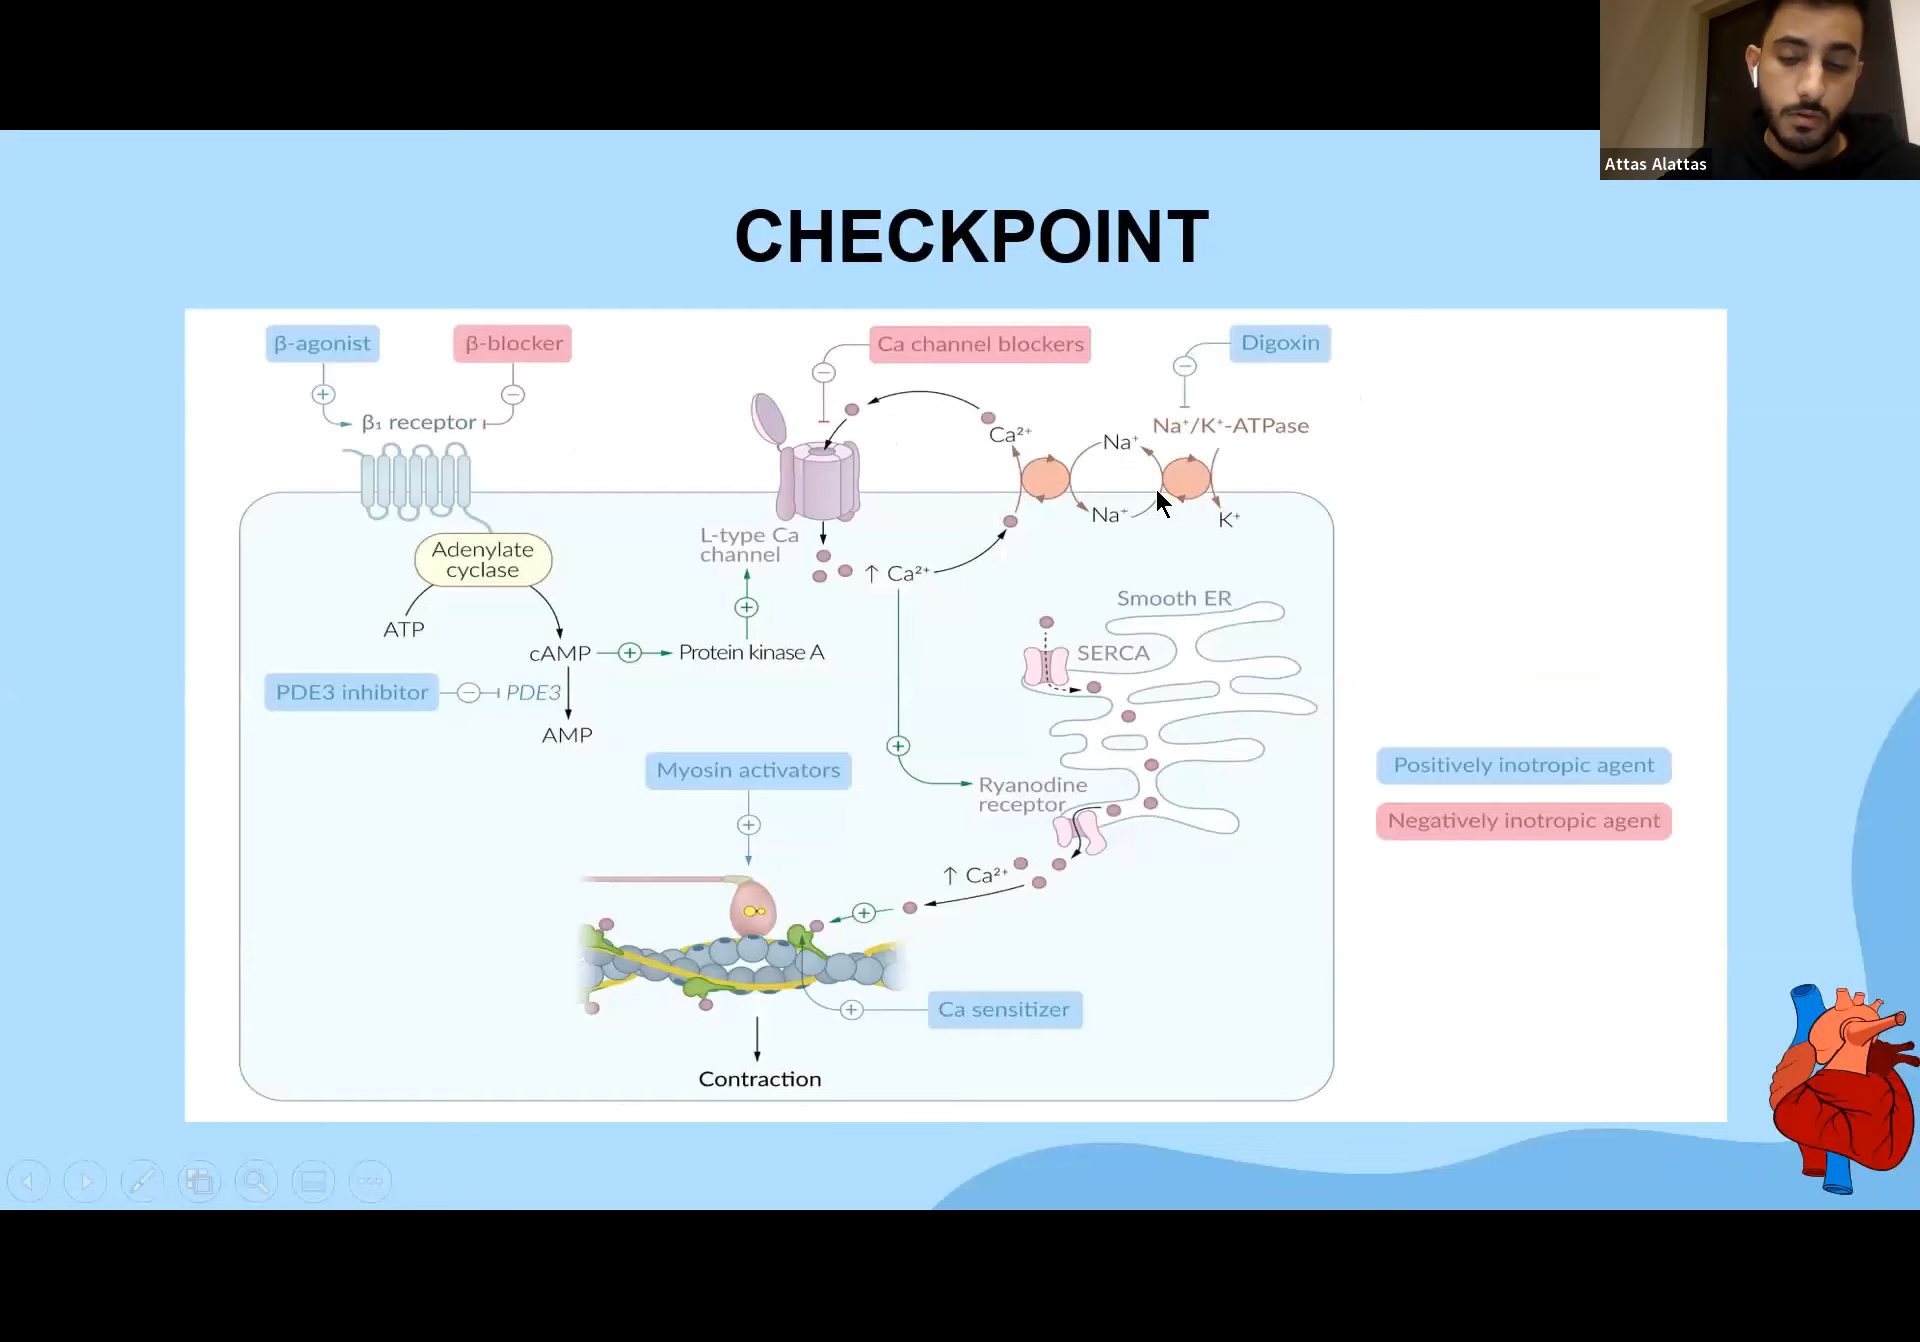 Attas Alattas
CHECKPOINT
β-agonist
β-blocker
Ca channel blockers
Digoxin
β₁ receptor
Ca²⁺
Na⁺
Na⁺/K⁺-ATPase
Na⁺
K⁺
L-type Ca
channel
↑ Ca²⁺
Adenylate
cyclase
ATP
cAMP
Protein kinase A
PDE3 inhibitor
PDE3
AMP
Smooth ER
SERCA
Myosin activators
Ryanodine
receptor
Positively inotropic agent
Negatively inotropic agent
↑ Ca²⁺
Ca sensitizer
Contraction